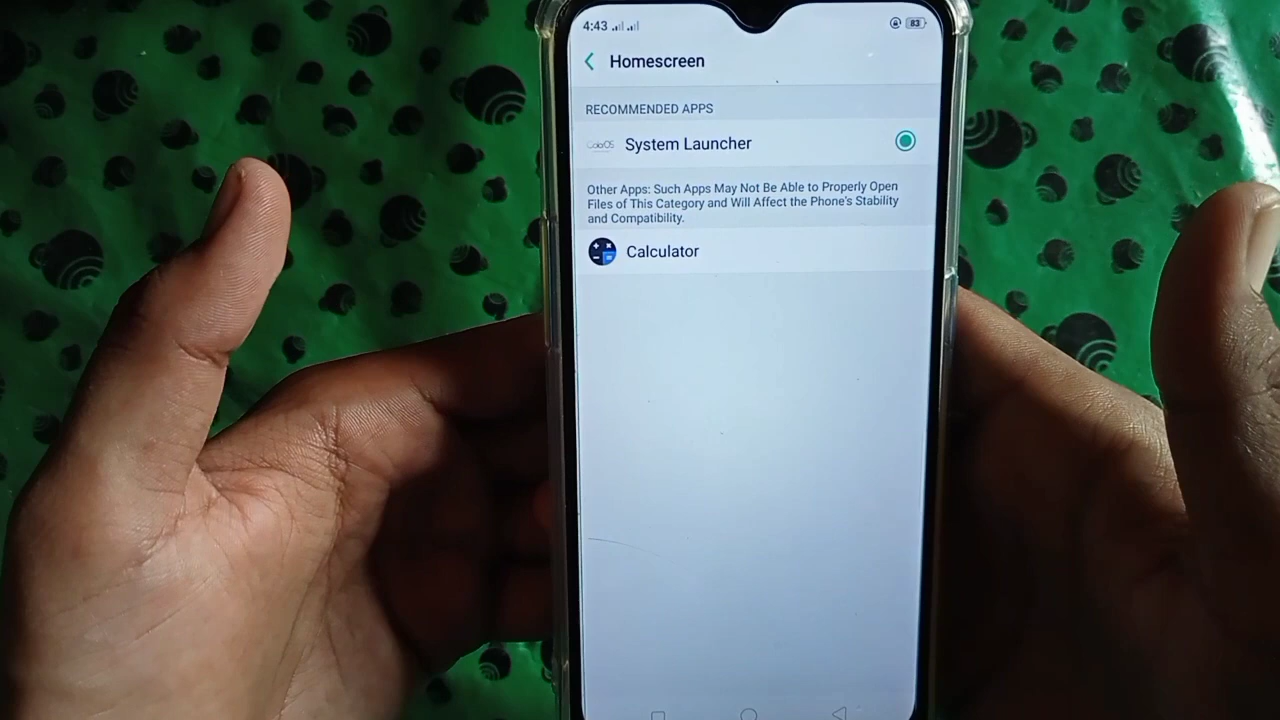 4:43 83
Homescreen
RECOMMENDED APPS
ColorOS System Launcher
Other Apps: Such Apps May Not Be Able to Properly Open
Files of This Category and Will Affect the Phone's Stability
and Compatibility.
Calculator